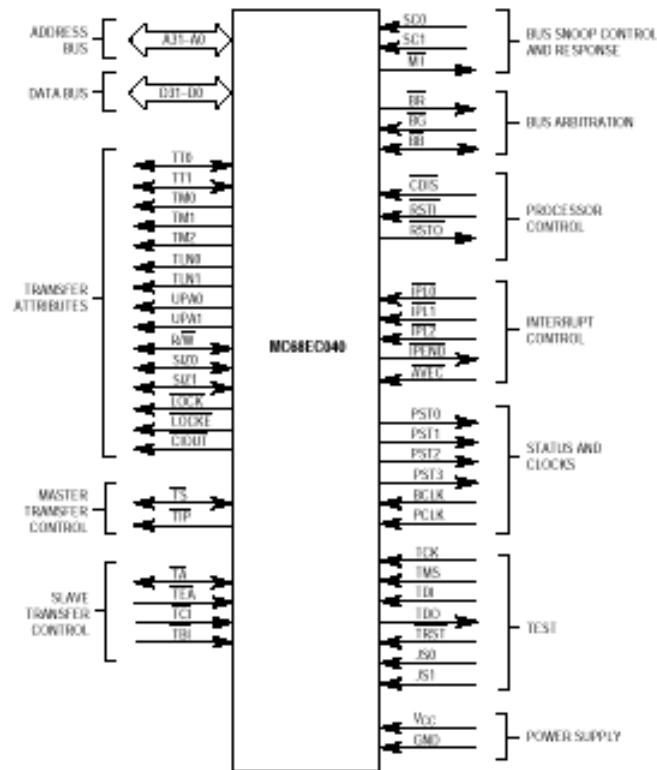 ADDRESS
BUS
A31–A0
DATA BUS
D31–D0
TRANSFER
ATTRIBUTES
TT0
TT1
TM0
TM1
TM2
TLN0
TLN1
UPA0
UPA1
R/W̅
SIZ0
SIZ1
LOCK
LOCKE
CIOUT
MASTER
TRANSFER
CONTROL
TS
TIP
SLAVE
TRANSFER
CONTROL
TA
TEA
TCI
TBI
MC68EC040
SC0
SC1
MI
BUS SNOOP CONTROL
AND RESPONSE
BR
BG
BB
BUS ARBITRATION
CDIS
RSTI
RSTO
PROCESSOR
CONTROL
IPL0
IPL1
IPL2
IPEND
AVEC
INTERRUPT
CONTROL
PST0
PST1
PST2
PST3
BCLK
PCLK
STATUS AND
CLOCKS
TCK
TMS
TDI
TDO
TRST
JS0
JS1
TEST
VCC
GND
POWER SUPPLY